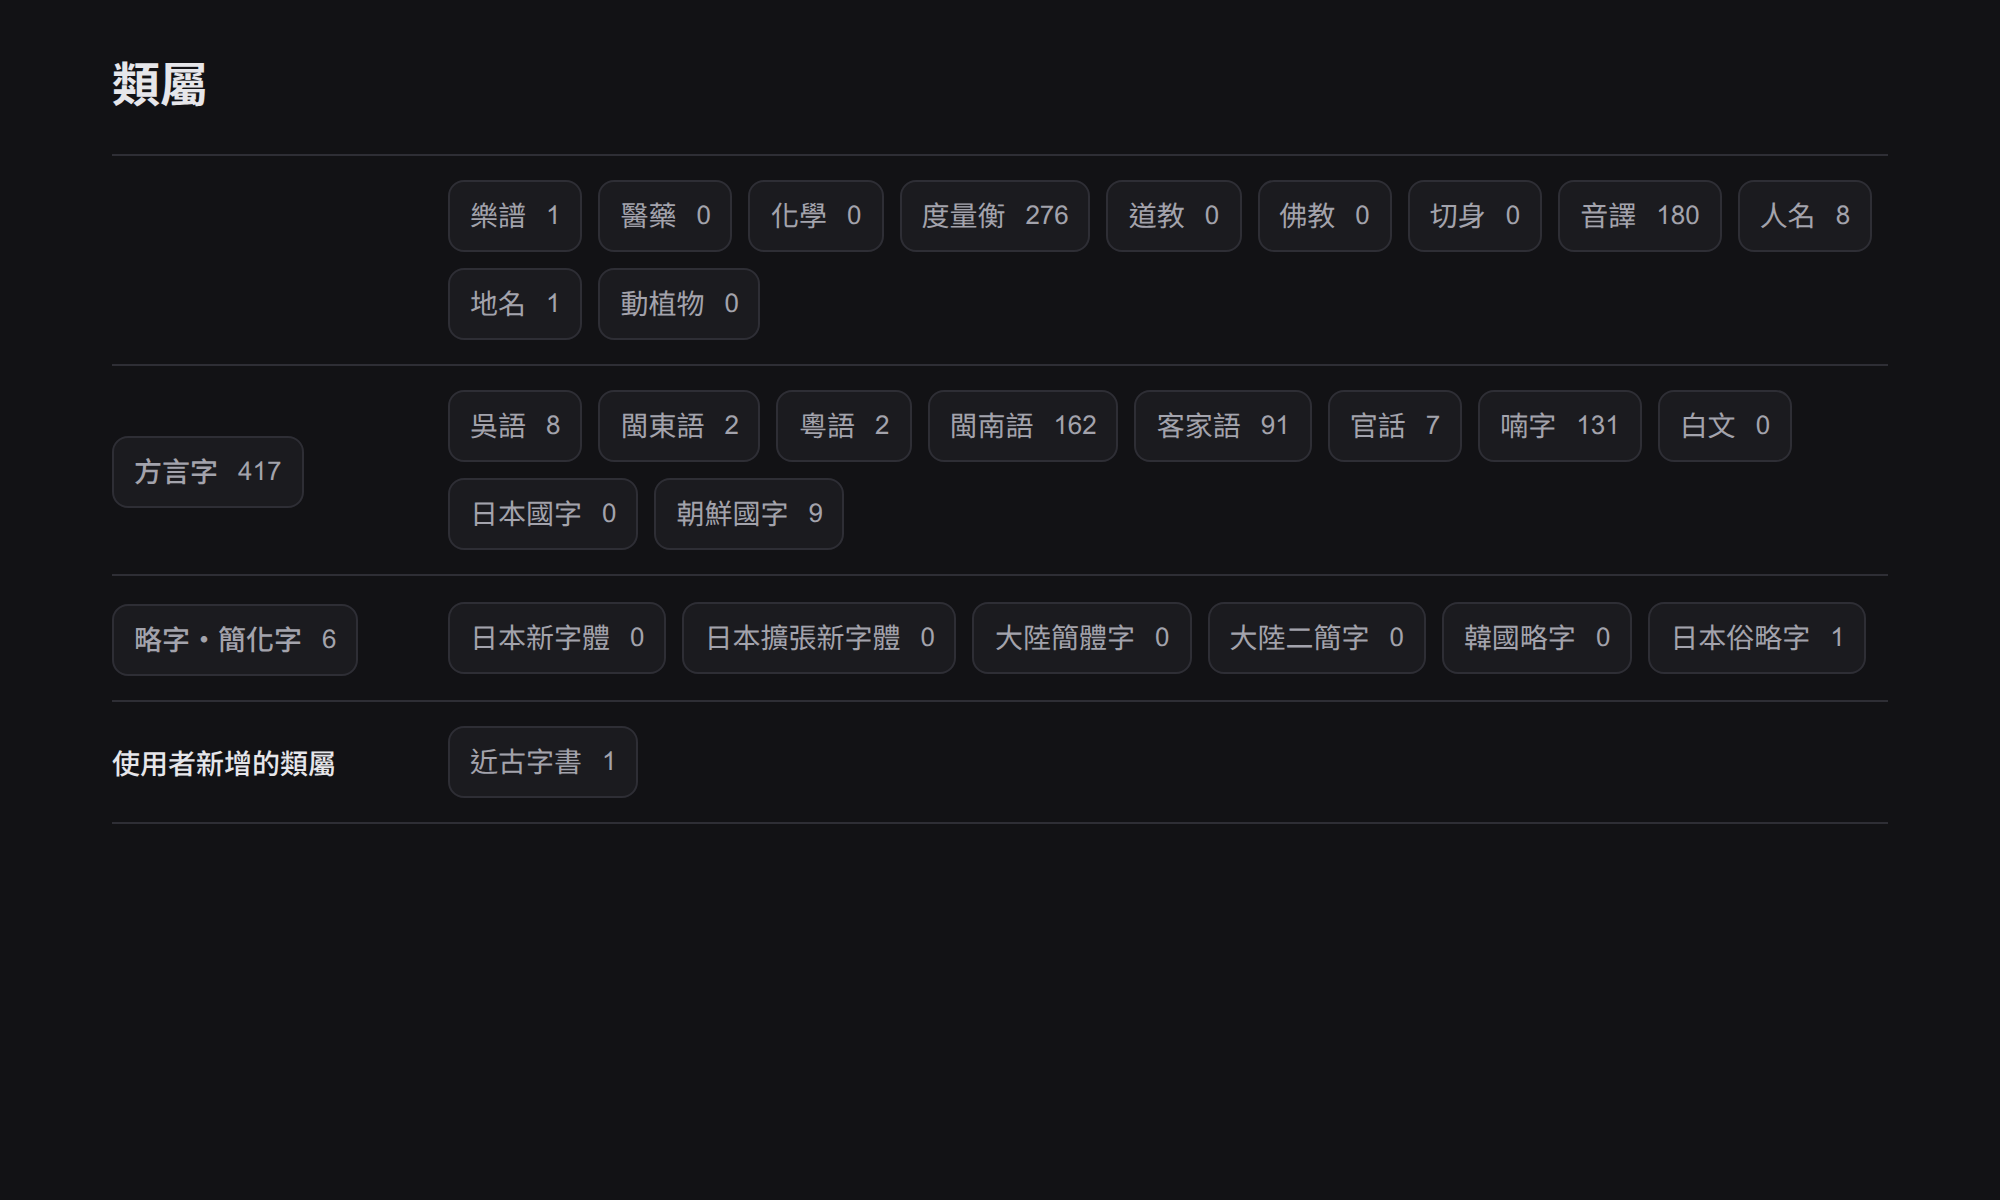 類屬
樂譜 1 醫藥 0 化學 0 度量衡 276 道教 0 佛教 0 切身 0 音譯 180 人名 8
地名 1 動植物 0
方言字 417
吳語 8 閩東語 2 粵語 2 閩南語 162 客家語 91 官話 7 喃字 131 白文 0
日本國字 0 朝鮮國字 9
略字・簡化字 6
日本新字體 0 日本擴張新字體 0 大陸簡體字 0 大陸二簡字 0 韓國略字 0 日本俗略字 1
使用者新增的類屬
近古字書 1